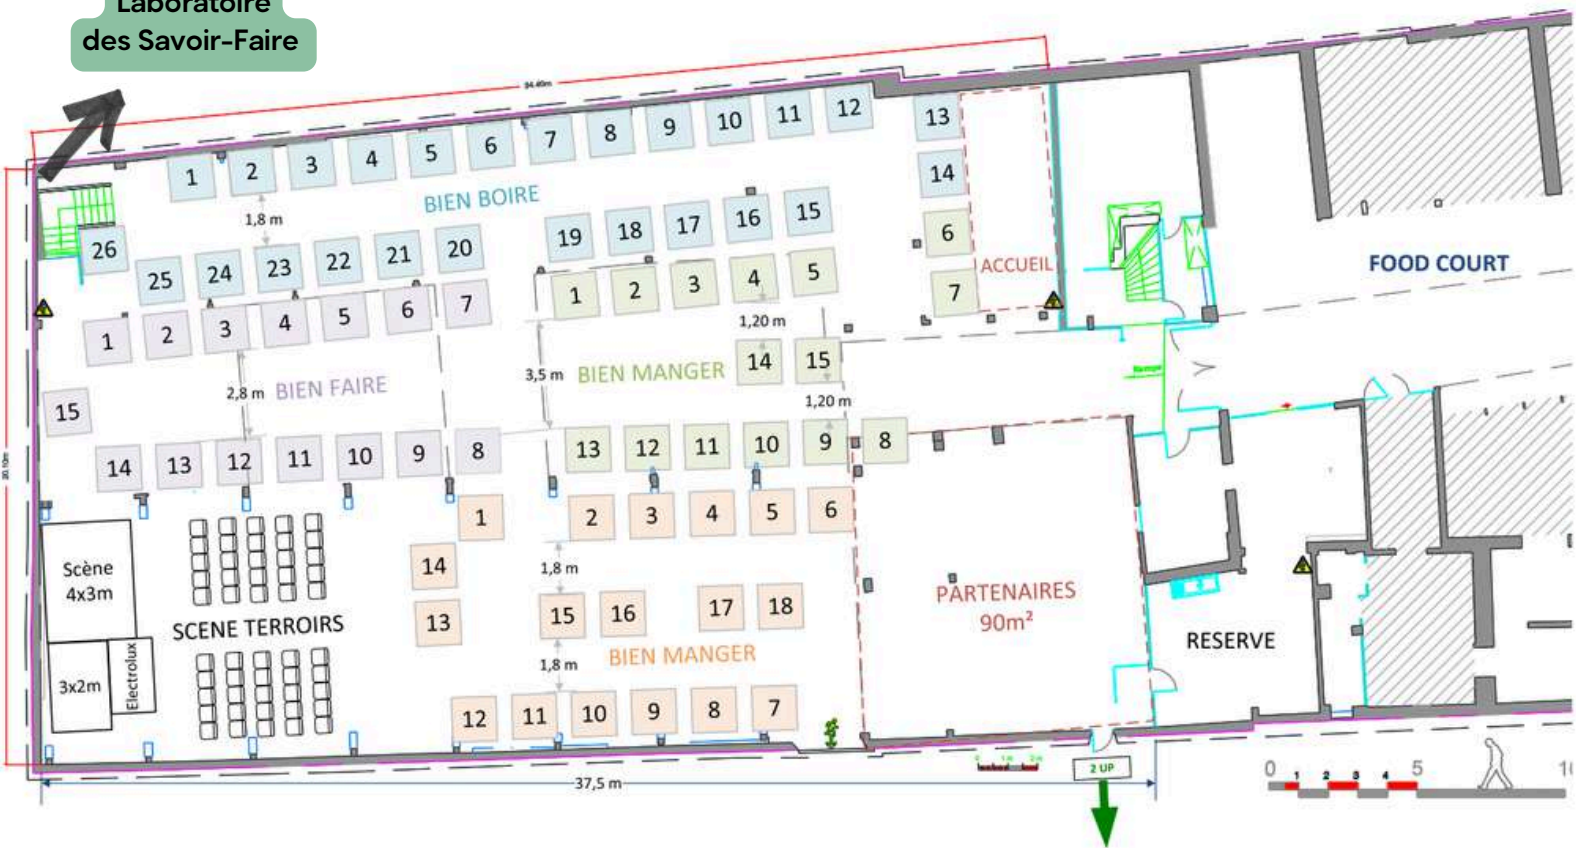 Laboratoire
des Savoir-Faire
34.40m
1 2 3 4 5 6 7 8 9 10 11 12
13
14
BIEN BOIRE
1,8 m
26
25 24 23 22 21 20
19 18 17 16 15
6
7
ACCUEIL
FOOD COURT
1 2 3 4 5 6 7
1 2 3 4 5
1,20 m
14 15
1,20 m
2,8 m
BIEN FAIRE
3,5 m
BIEN MANGER
Rampe
15
14 13 12 11 10 9 8
13 12 11 10 9 8
1 2 3 4 5 6
14
13
1,8 m
15 16 17 18
1,8 m
BIEN MANGER
12 11 10 9 8 7
Scène
4x3m
SCENE TERROIRS
3x2m
Electrolux
PARTENAIRES
90m²
RESERVE
37,5 m
0 1m 2m
2 UP
0 1 2 3 4 5